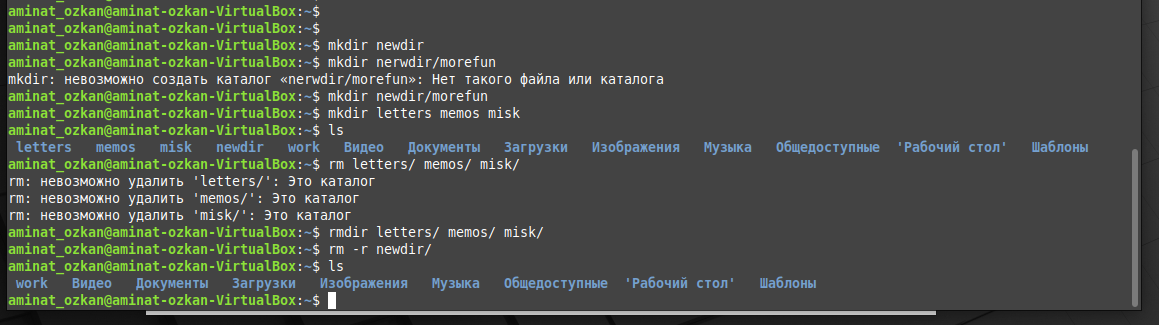 aminat_ozkan@aminat-ozkan-VirtualBox:~$
aminat_ozkan@aminat-ozkan-VirtualBox:~$
aminat_ozkan@aminat-ozkan-VirtualBox:~$ mkdir newdir
aminat_ozkan@aminat-ozkan-VirtualBox:~$ mkdir nerwdir/morefun
mkdir: невозможно создать каталог «nerwdir/morefun»: Нет такого файла или каталога
aminat_ozkan@aminat-ozkan-VirtualBox:~$ mkdir newdir/morefun
aminat_ozkan@aminat-ozkan-VirtualBox:~$ mkdir letters memos misk
aminat_ozkan@aminat-ozkan-VirtualBox:~$ ls
letters memos misk newdir work Видео Документы Загрузки Изображения Музыка Общедоступные 'Рабочий стол' Шаблоны
aminat_ozkan@aminat-ozkan-VirtualBox:~$ rm letters/ memos/ misk/
rm: невозможно удалить 'letters/': Это каталог
rm: невозможно удалить 'memos/': Это каталог
rm: невозможно удалить 'misk/': Это каталог
aminat_ozkan@aminat-ozkan-VirtualBox:~$ rmdir letters/ memos/ misk/
aminat_ozkan@aminat-ozkan-VirtualBox:~$ rm -r newdir/
aminat_ozkan@aminat-ozkan-VirtualBox:~$ ls
work Видео Документы Загрузки Изображения Музыка Общедоступные 'Рабочий стол' Шаблоны
aminat_ozkan@aminat-ozkan-VirtualBox:~$